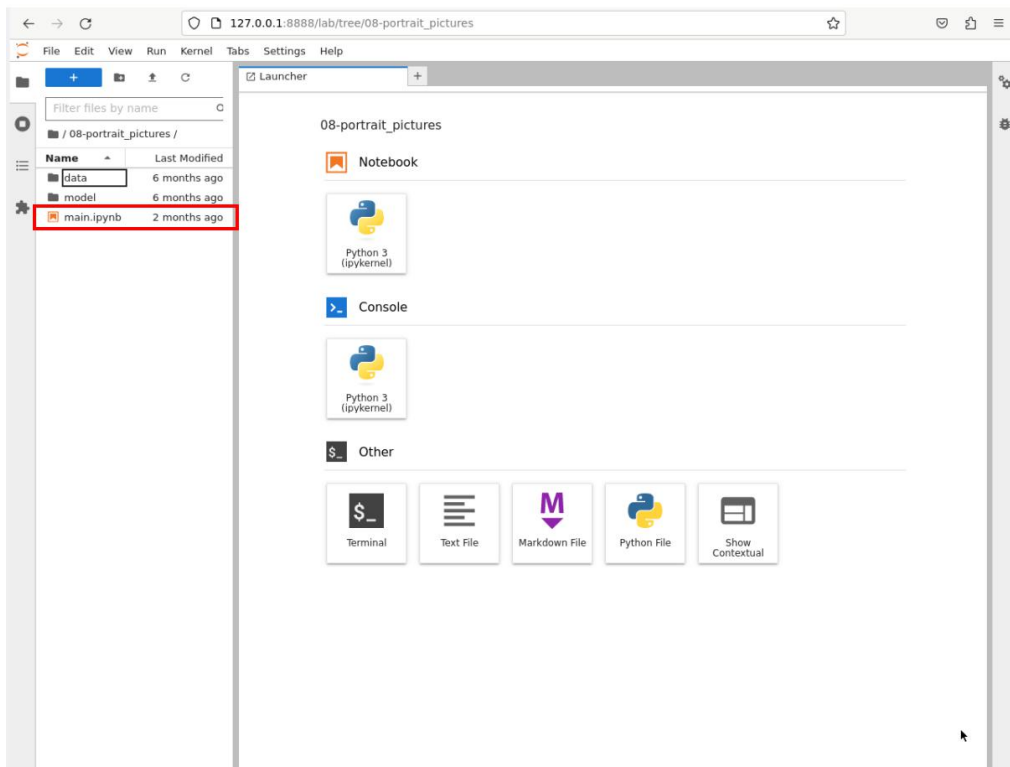 127.0.0.1:8888/lab/tree/08-portrait_pictures
File Edit View Run Kernel Tabs Settings Help
+
Launcher +
Filter files by name
/ 08-portrait_pictures /
Name Last Modified
data 6 months ago
model 6 months ago
main.ipynb 2 months ago
08-portrait_pictures
Notebook
Python 3
(ipykernel)
>_ Console
Python 3
(ipykernel)
$_ Other
$_
M
Terminal Text File Markdown File Python File Show
Contextual